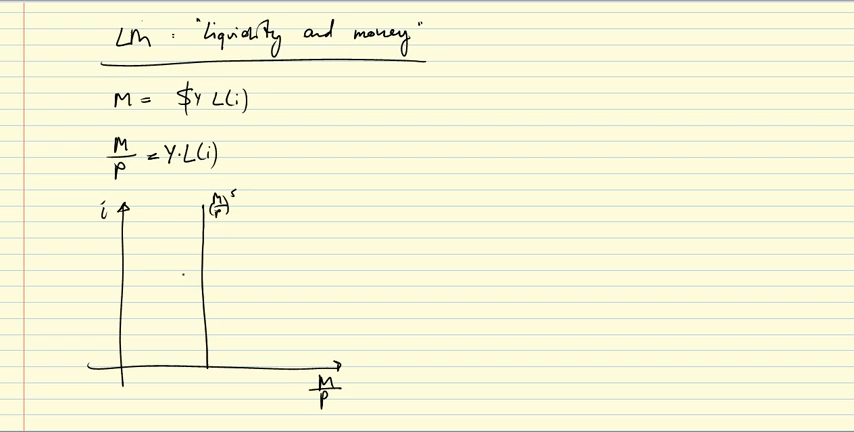 LM : "liquidity and money"
M = $Y L(i)
M/P = Y·L(i)
i
(M/P)ˢ
M/P